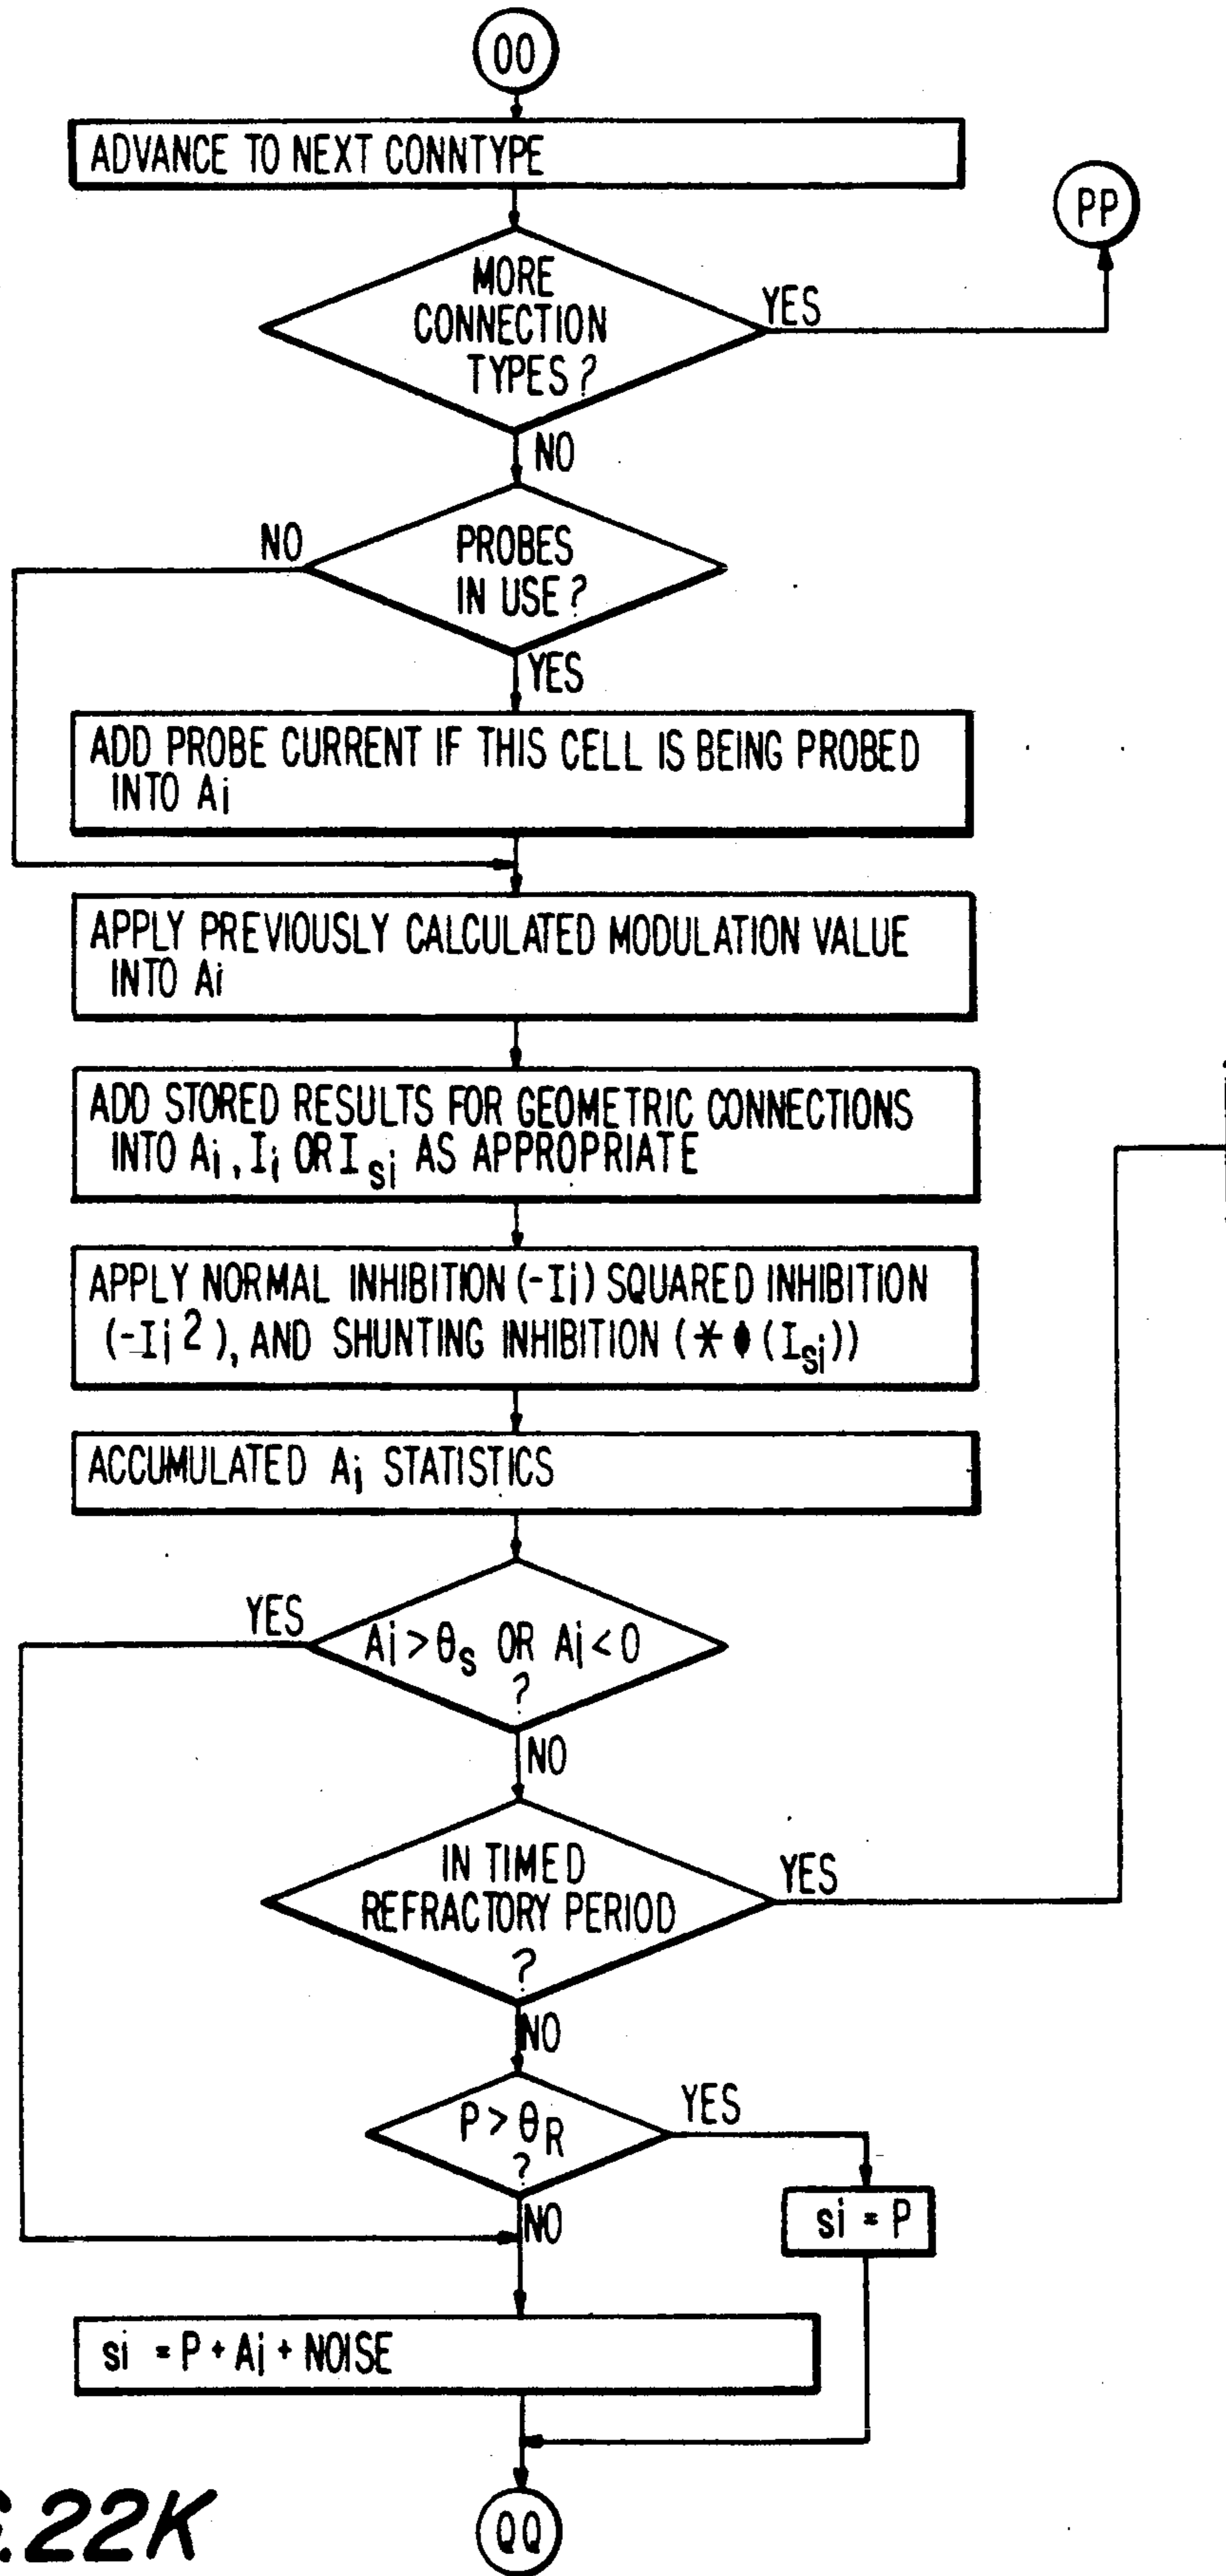 OO
ADVANCE TO NEXT CONNTYPE
PP
MORE
CONNECTION
TYPES?
YES
NO
NO
PROBES
IN USE?
YES
ADD PROBE CURRENT IF THIS CELL IS BEING PROBED
INTO Ai
APPLY PREVIOUSLY CALCULATED MODULATION VALUE
INTO Ai
ADD STORED RESULTS FOR GEOMETRIC CONNECTIONS
INTO Ai, Ii OR Isi AS APPROPRIATE
APPLY NORMAL INHIBITION (-Ii) SQUARED INHIBITION
(-Ii²), AND SHUNTING INHIBITION (*φ(Isi))
ACCUMULATED Ai STATISTICS
YES
Ai > θs OR Ai < 0
?
NO
IN TIMED
REFRACTORY PERIOD
?
YES
NO
P > θR
?
YES
NO
si = P
si = P + Ai + NOISE
.22K
QQ